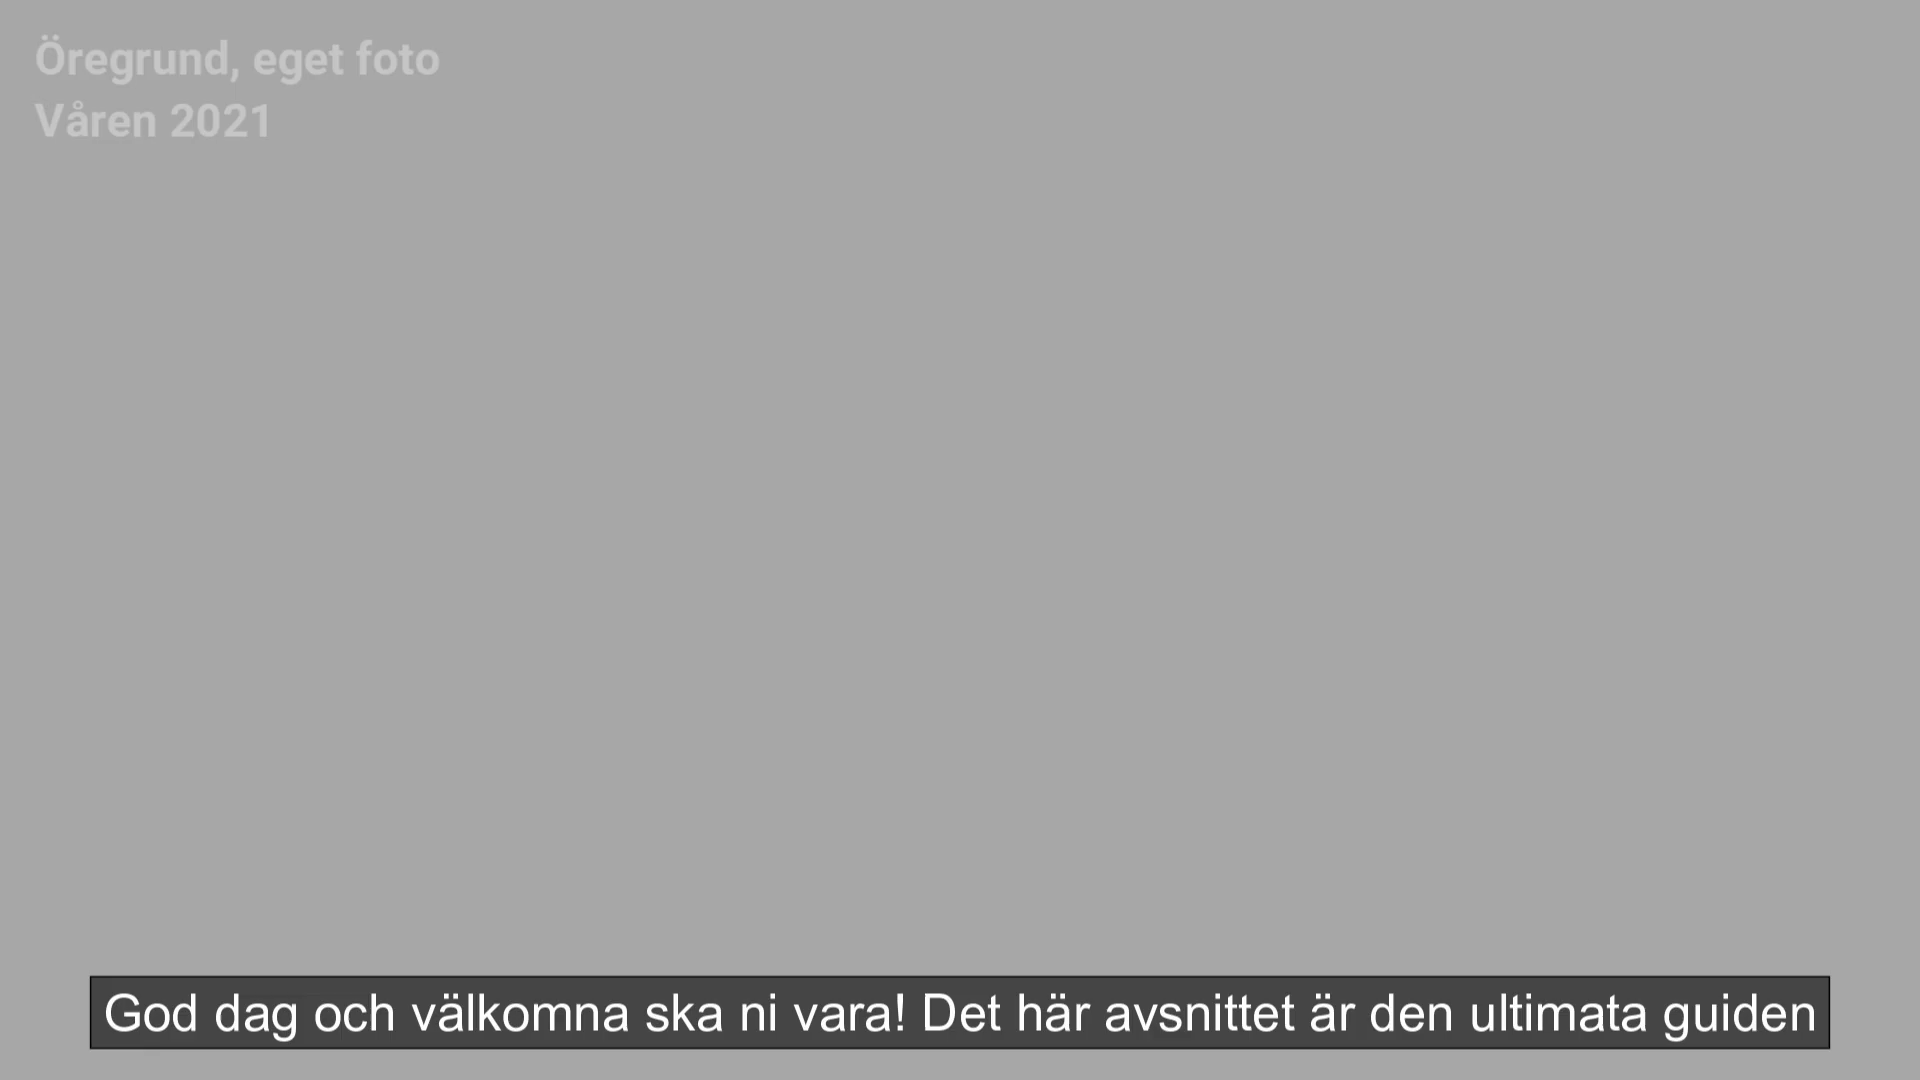 Öregrund, eget foto
Våren 2021
God dag och välkomna ska ni vara! Det här avsnittet är den ultimata guiden